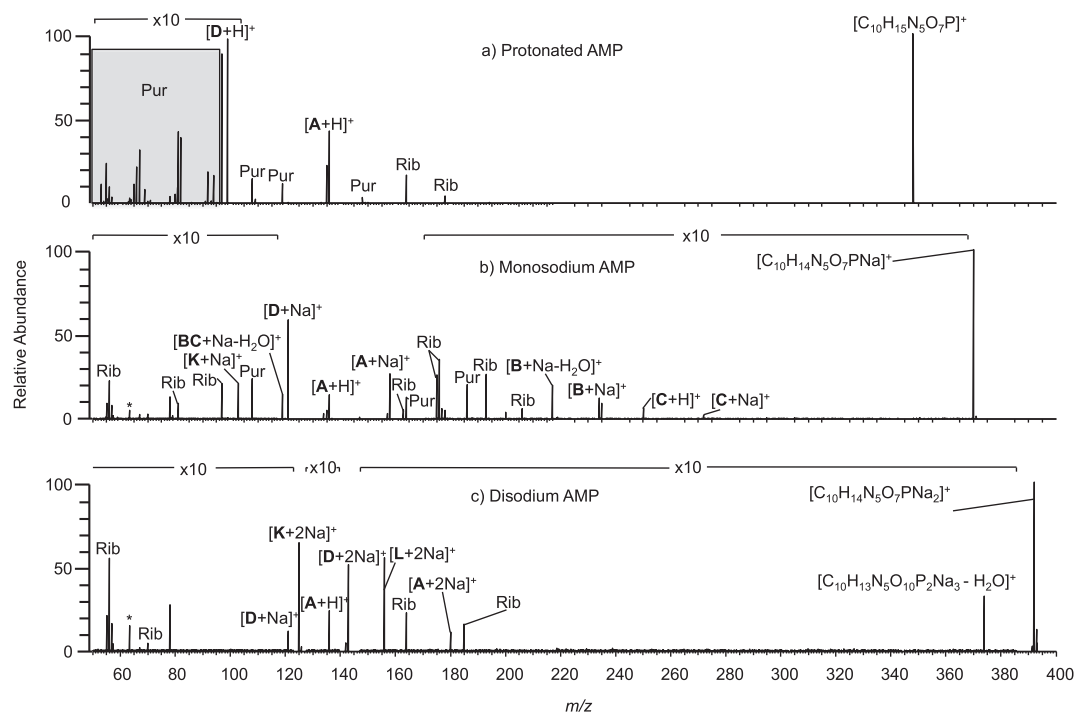 x10
[D+H]⁺
[C₁₀H₁₅N₅O₇P]⁺
100
a) Protonated AMP
Pur
50
[A+H]⁺
Pur
Pur
Pur
Rib
Rib
0
x10
x10
100
b) Monosodium AMP
[C₁₀H₁₄N₅O₇PNa]⁺
Relative Abundance
[D+Na]⁺
[BC+Na-H₂O]⁺
50
[K+Na]⁺
Rib
Rib
Rib
Pur
[A+H]⁺
[A+Na]⁺
Rib
Pur
Rib
Pur
Rib
[B+Na-H₂O]⁺
Rib
[B+Na]⁺
[C+H]⁺
[C+Na]⁺
*
0
x10
x10
x10
100
c) Disodium AMP
[C₁₀H₁₄N₅O₇PNa₂]⁺
[K+2Na]⁺
Rib
[D+2Na]⁺
[L+2Na]⁺
50
[A+2Na]⁺
[C₁₀H₁₃N₅O₁₀P₂Na₃ - H₂O]⁺
*
Rib
[D+Na]⁺
[A+H]⁺
Rib
Rib
0
60 80 100 120 140 160 180 200 220 240 260 280 300 320 340 360 380 400
m/z